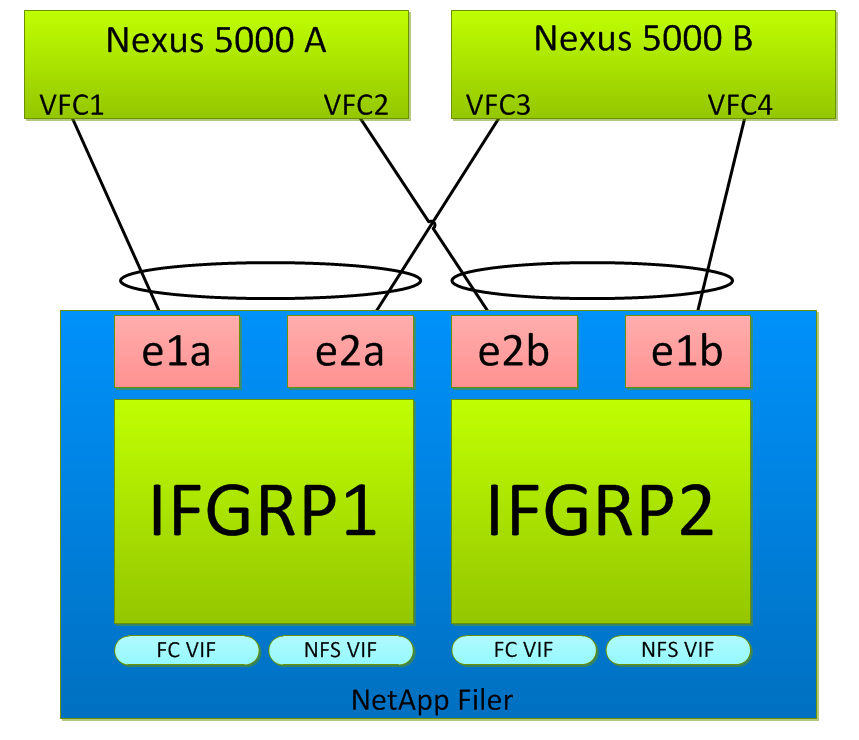 Nexus 5000 A
Nexus 5000 B
VFC1
VFC2
VFC3
VFC4
e1a
e2a
e2b
e1b
IFGRP1
IFGRP2
FC VIF
NFS VIF
FC VIF
NFS VIF
NetApp Filer